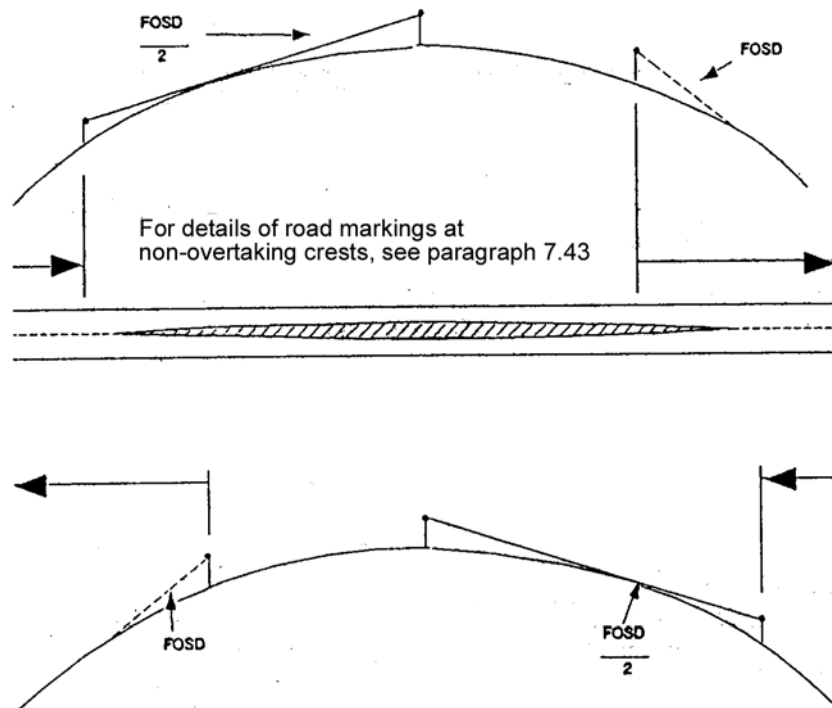 FOSD
2
FOSD
For details of road markings at
non-overtaking crests, see paragraph 7.43
FOSD
FOSD
2